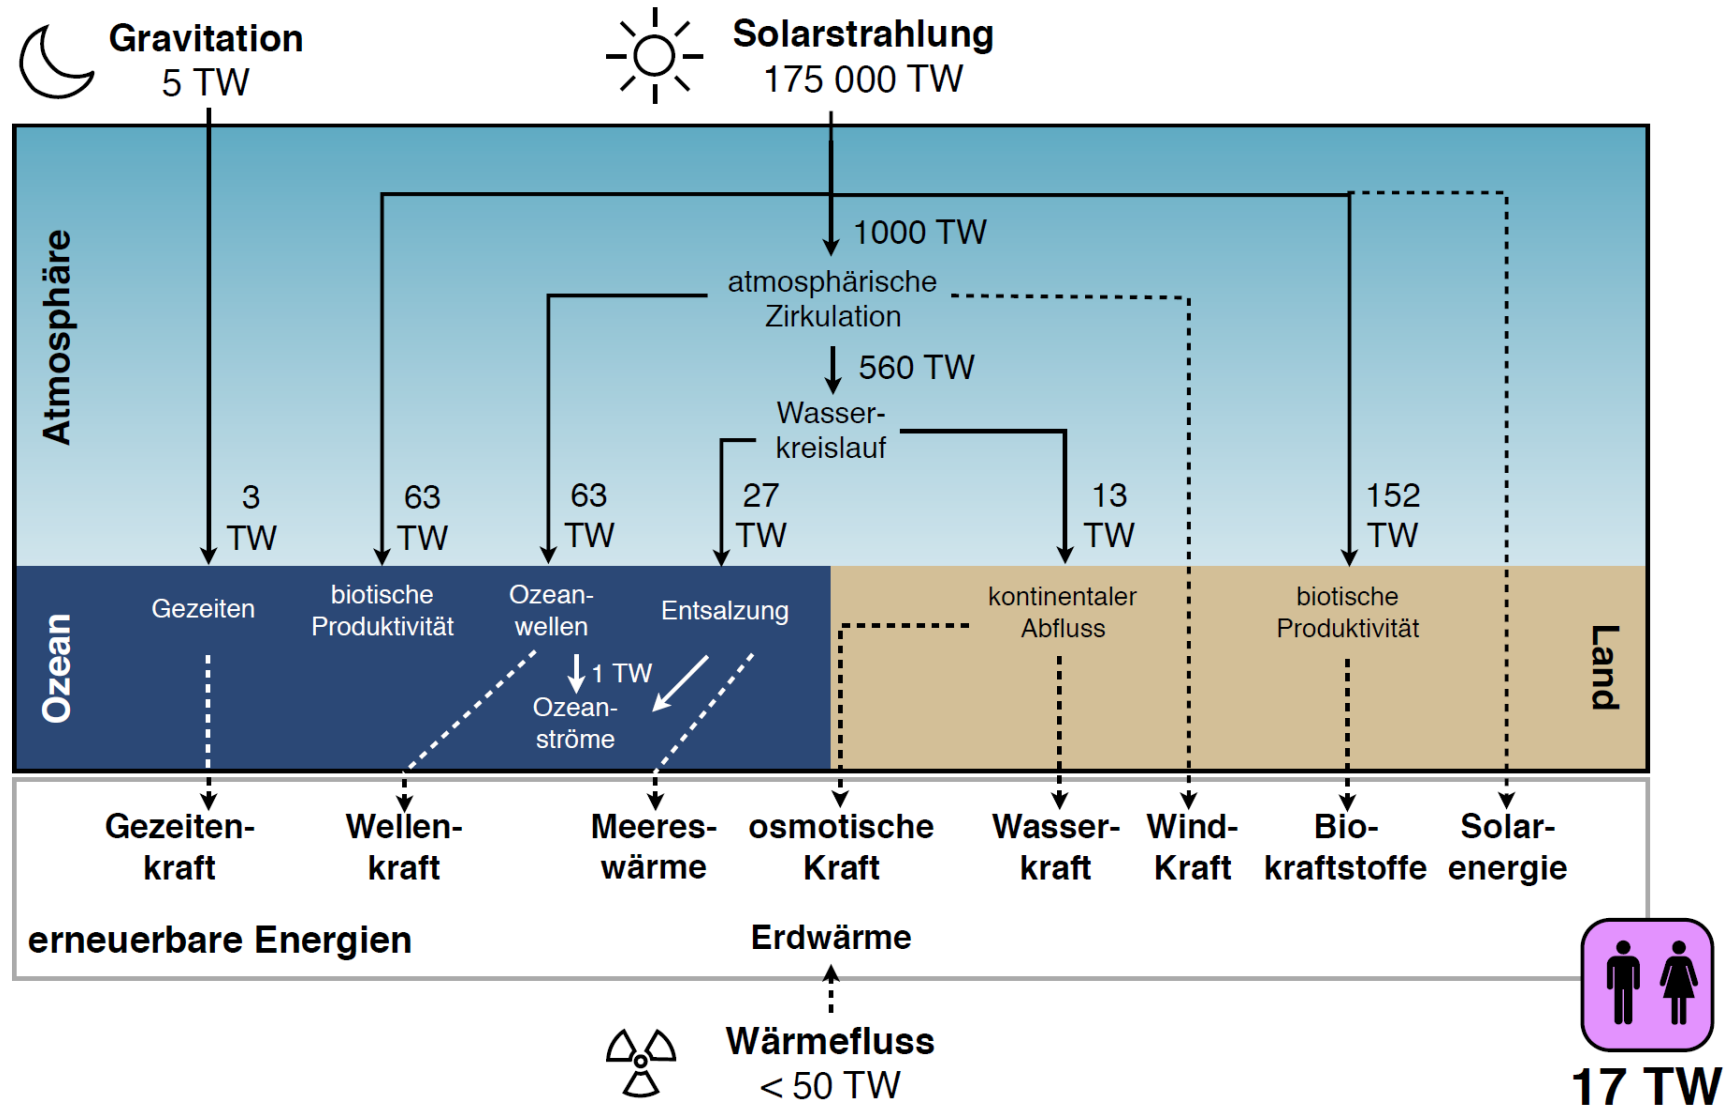 Gravitation
5 TW
Solarstrahlung
175 000 TW
Atmosphäre
1000 TW
atmosphärische
Zirkulation
560 TW
Wasser-
kreislauf
3
TW
63
TW
63
TW
27
TW
13
TW
152
TW
Ozean
Gezeiten
biotische
Produktivität
Ozean-
wellen
1 TW
Ozean-
ströme
Entsalzung
kontinentaler
Abfluss
biotische
Produktivität
Land
Gezeiten-
kraft
Wellen-
kraft
Meeres-
wärme
osmotische
Kraft
Wasser-
kraft
Wind-
Kraft
Bio-
kraftstoffe
Solar-
energie
erneuerbare Energien
Erdwärme
Wärmefluss
< 50 TW
17 TW